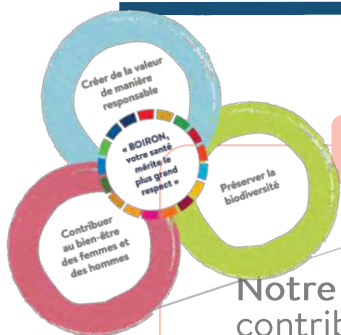 Créer de la valeur
de manière
responsable
« BOIRON,
votre santé
mérite le
plus grand
respect »
Préserver la
biodiversité
Contribuer
au bien-être
des femmes et
des hommes
Notre
contrib